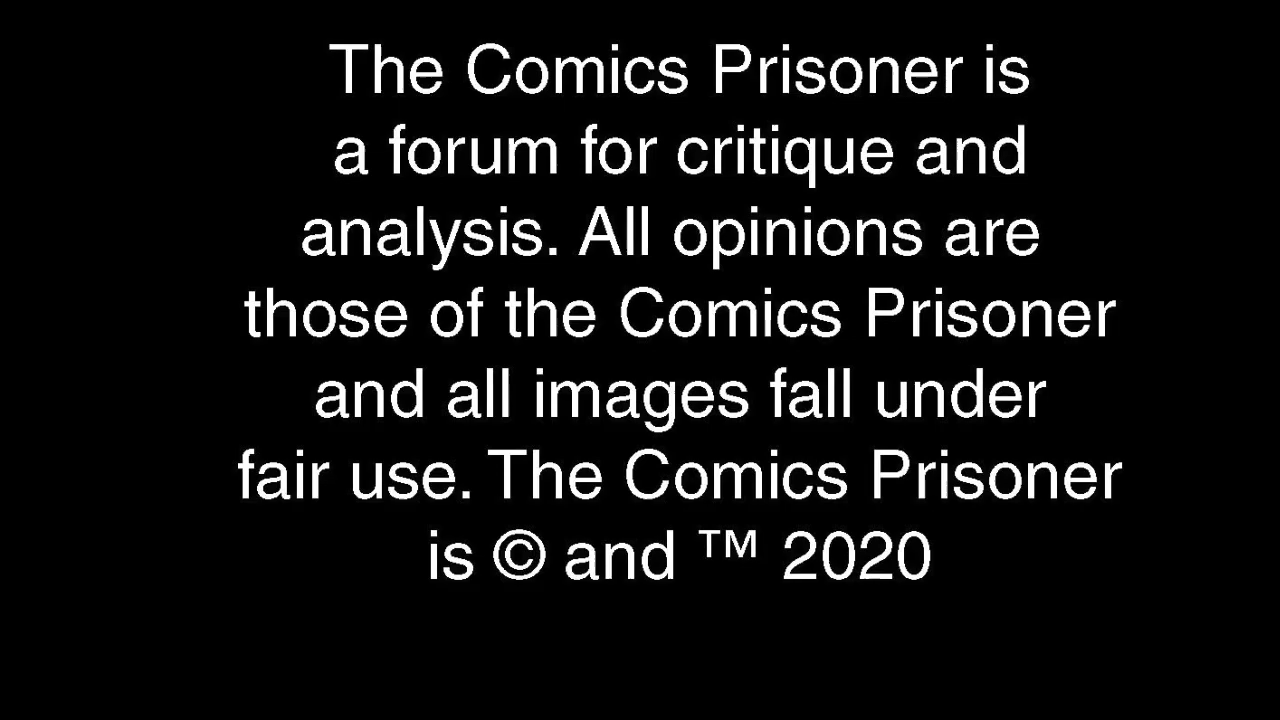 The Comics Prisoner is
a forum for critique and
analysis. All opinions are
those of the Comics Prisoner
and all images fall under
fair use. The Comics Prisoner
is © and ™ 2020